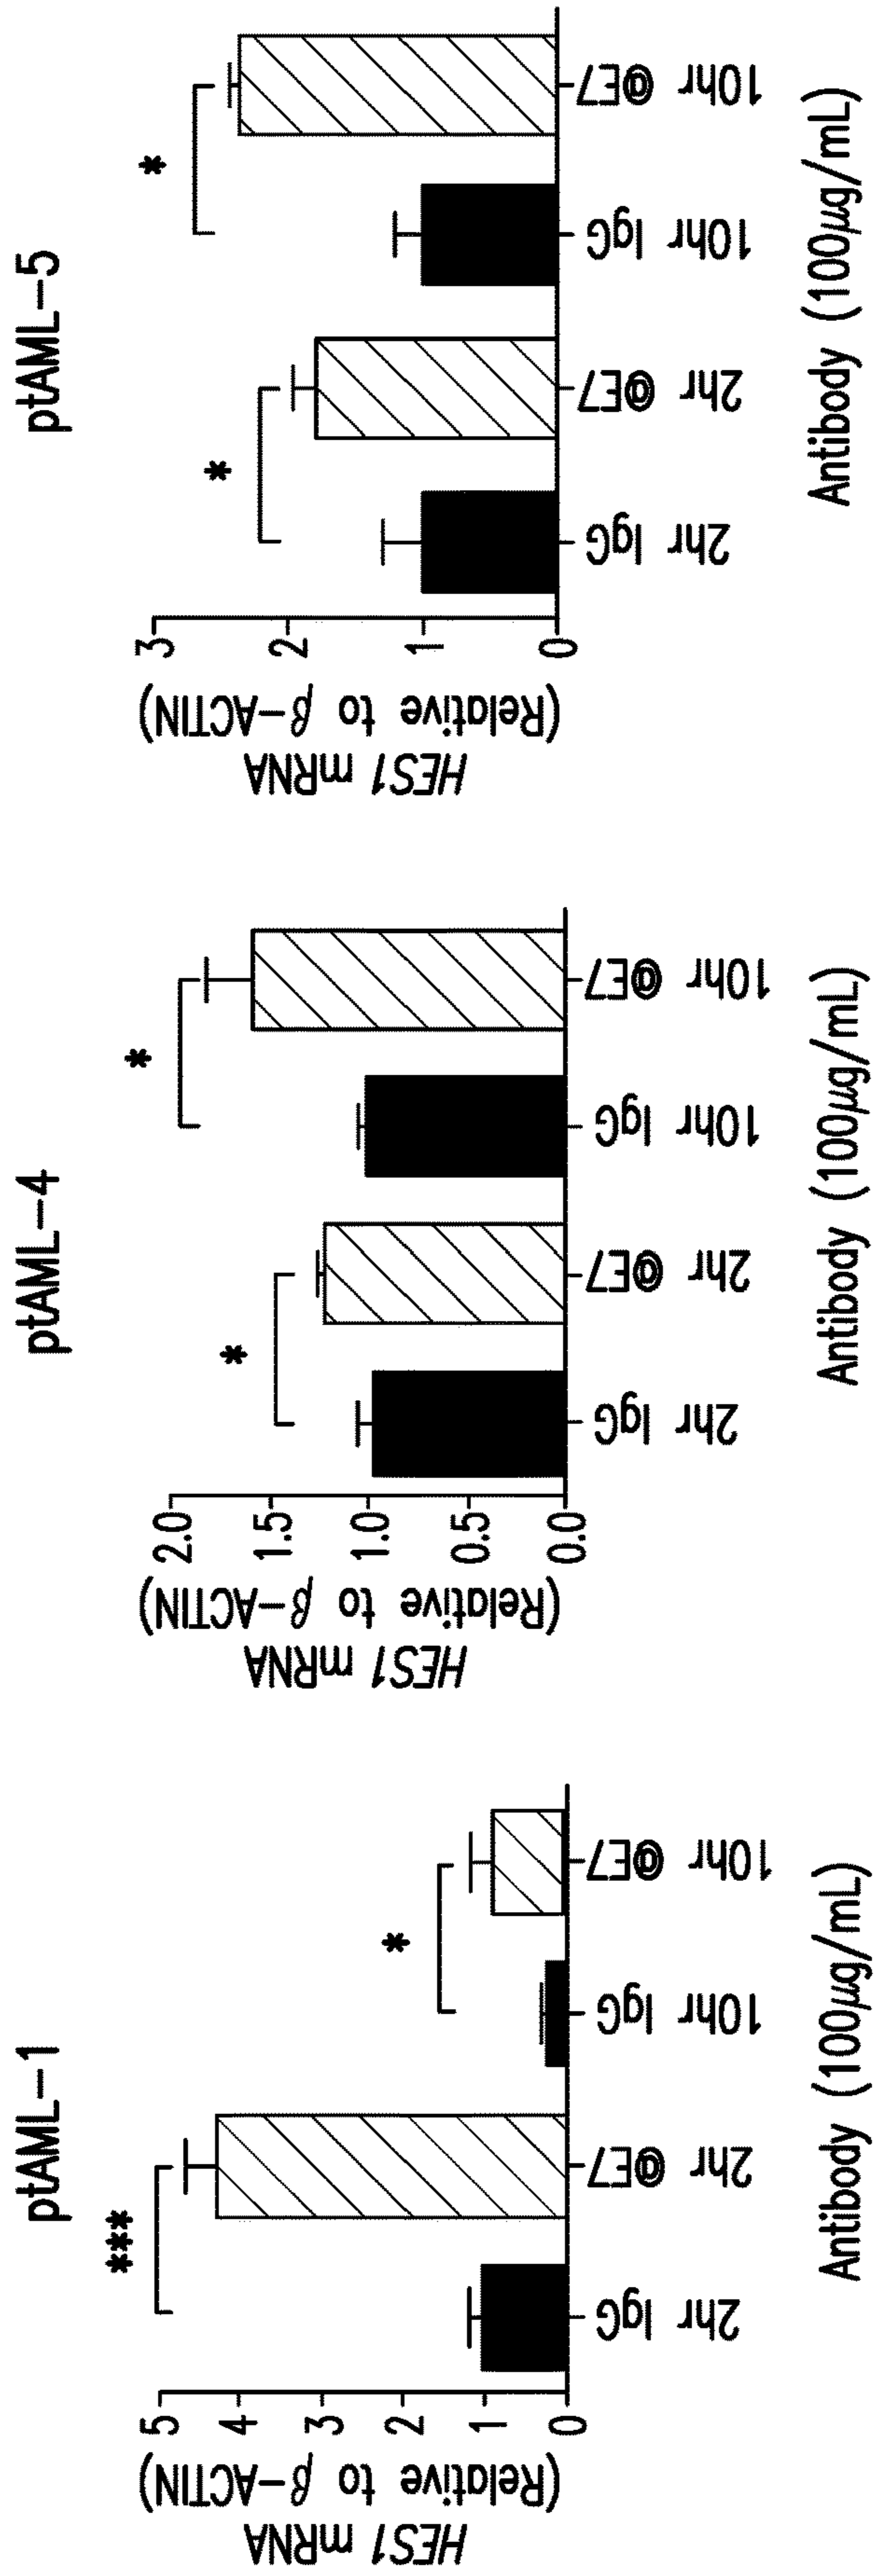 ptAML-1
HES1 mRNA
(Relative to β-ACTIN)
5
4
3
2
1
0
***
*
2hr IgG
2hr @E7
10hr IgG
10hr @E7
Antibody (100µg/mL)
ptAML-4
HES1 mRNA
(Relative to β-ACTIN)
2.0
1.5
1.0
0.5
0.0
*
*
2hr IgG
2hr @E7
10hr IgG
10hr @E7
Antibody (100µg/mL)
ptAML-5
HES1 mRNA
(Relative to β-ACTIN)
3
2
1
0
*
*
2hr IgG
2hr @E7
10hr IgG
10hr @E7
Antibody (100µg/mL)